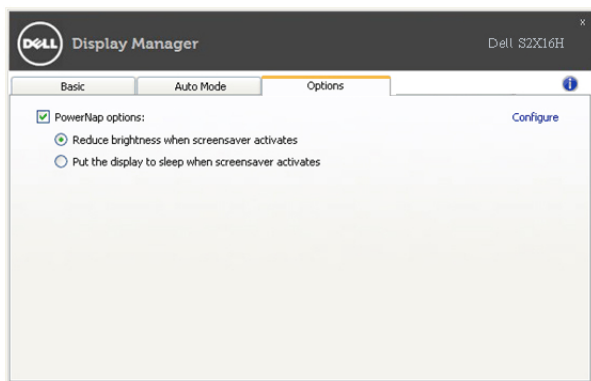 x
DELL Display Manager Dell S2X16H
Basic Auto Mode Options i
PowerNap options: Configure
Reduce brightness when screensaver activates
Put the display to sleep when screensaver activates